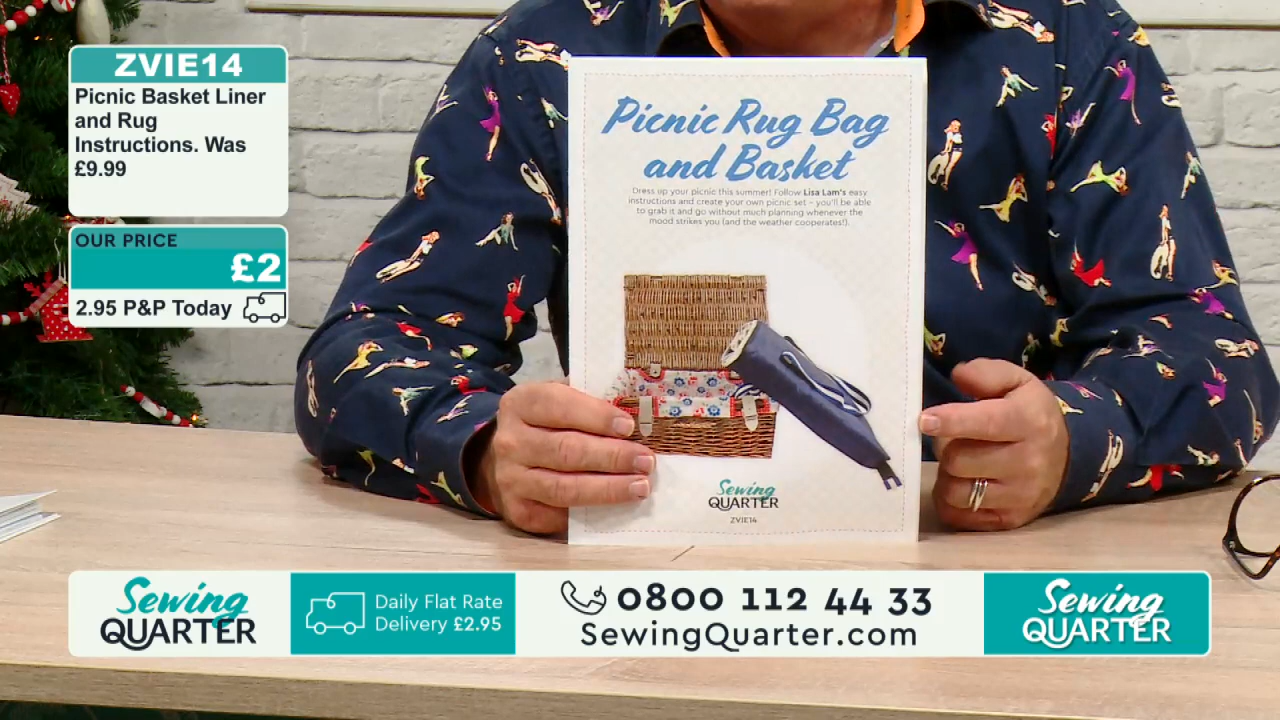 ZVIE14
Picnic Basket Liner
and Rug
Instructions. Was
£9.99
OUR PRICE
£2
2.95 P&P Today
Picnic Rug Bag
and Basket
Dress up your picnic this summer! Follow Lisa Lam's easy
instructions and create your own picnic set – you'll be able
to grab it and go without much planning whenever the
mood strikes you (and the weather cooperates!).
Sewing
QUARTER
ZVIE14
Sewing
QUARTER
Daily Flat Rate
Delivery £2.95
0800 112 44 33
SewingQuarter.com
Sewing
QUARTER